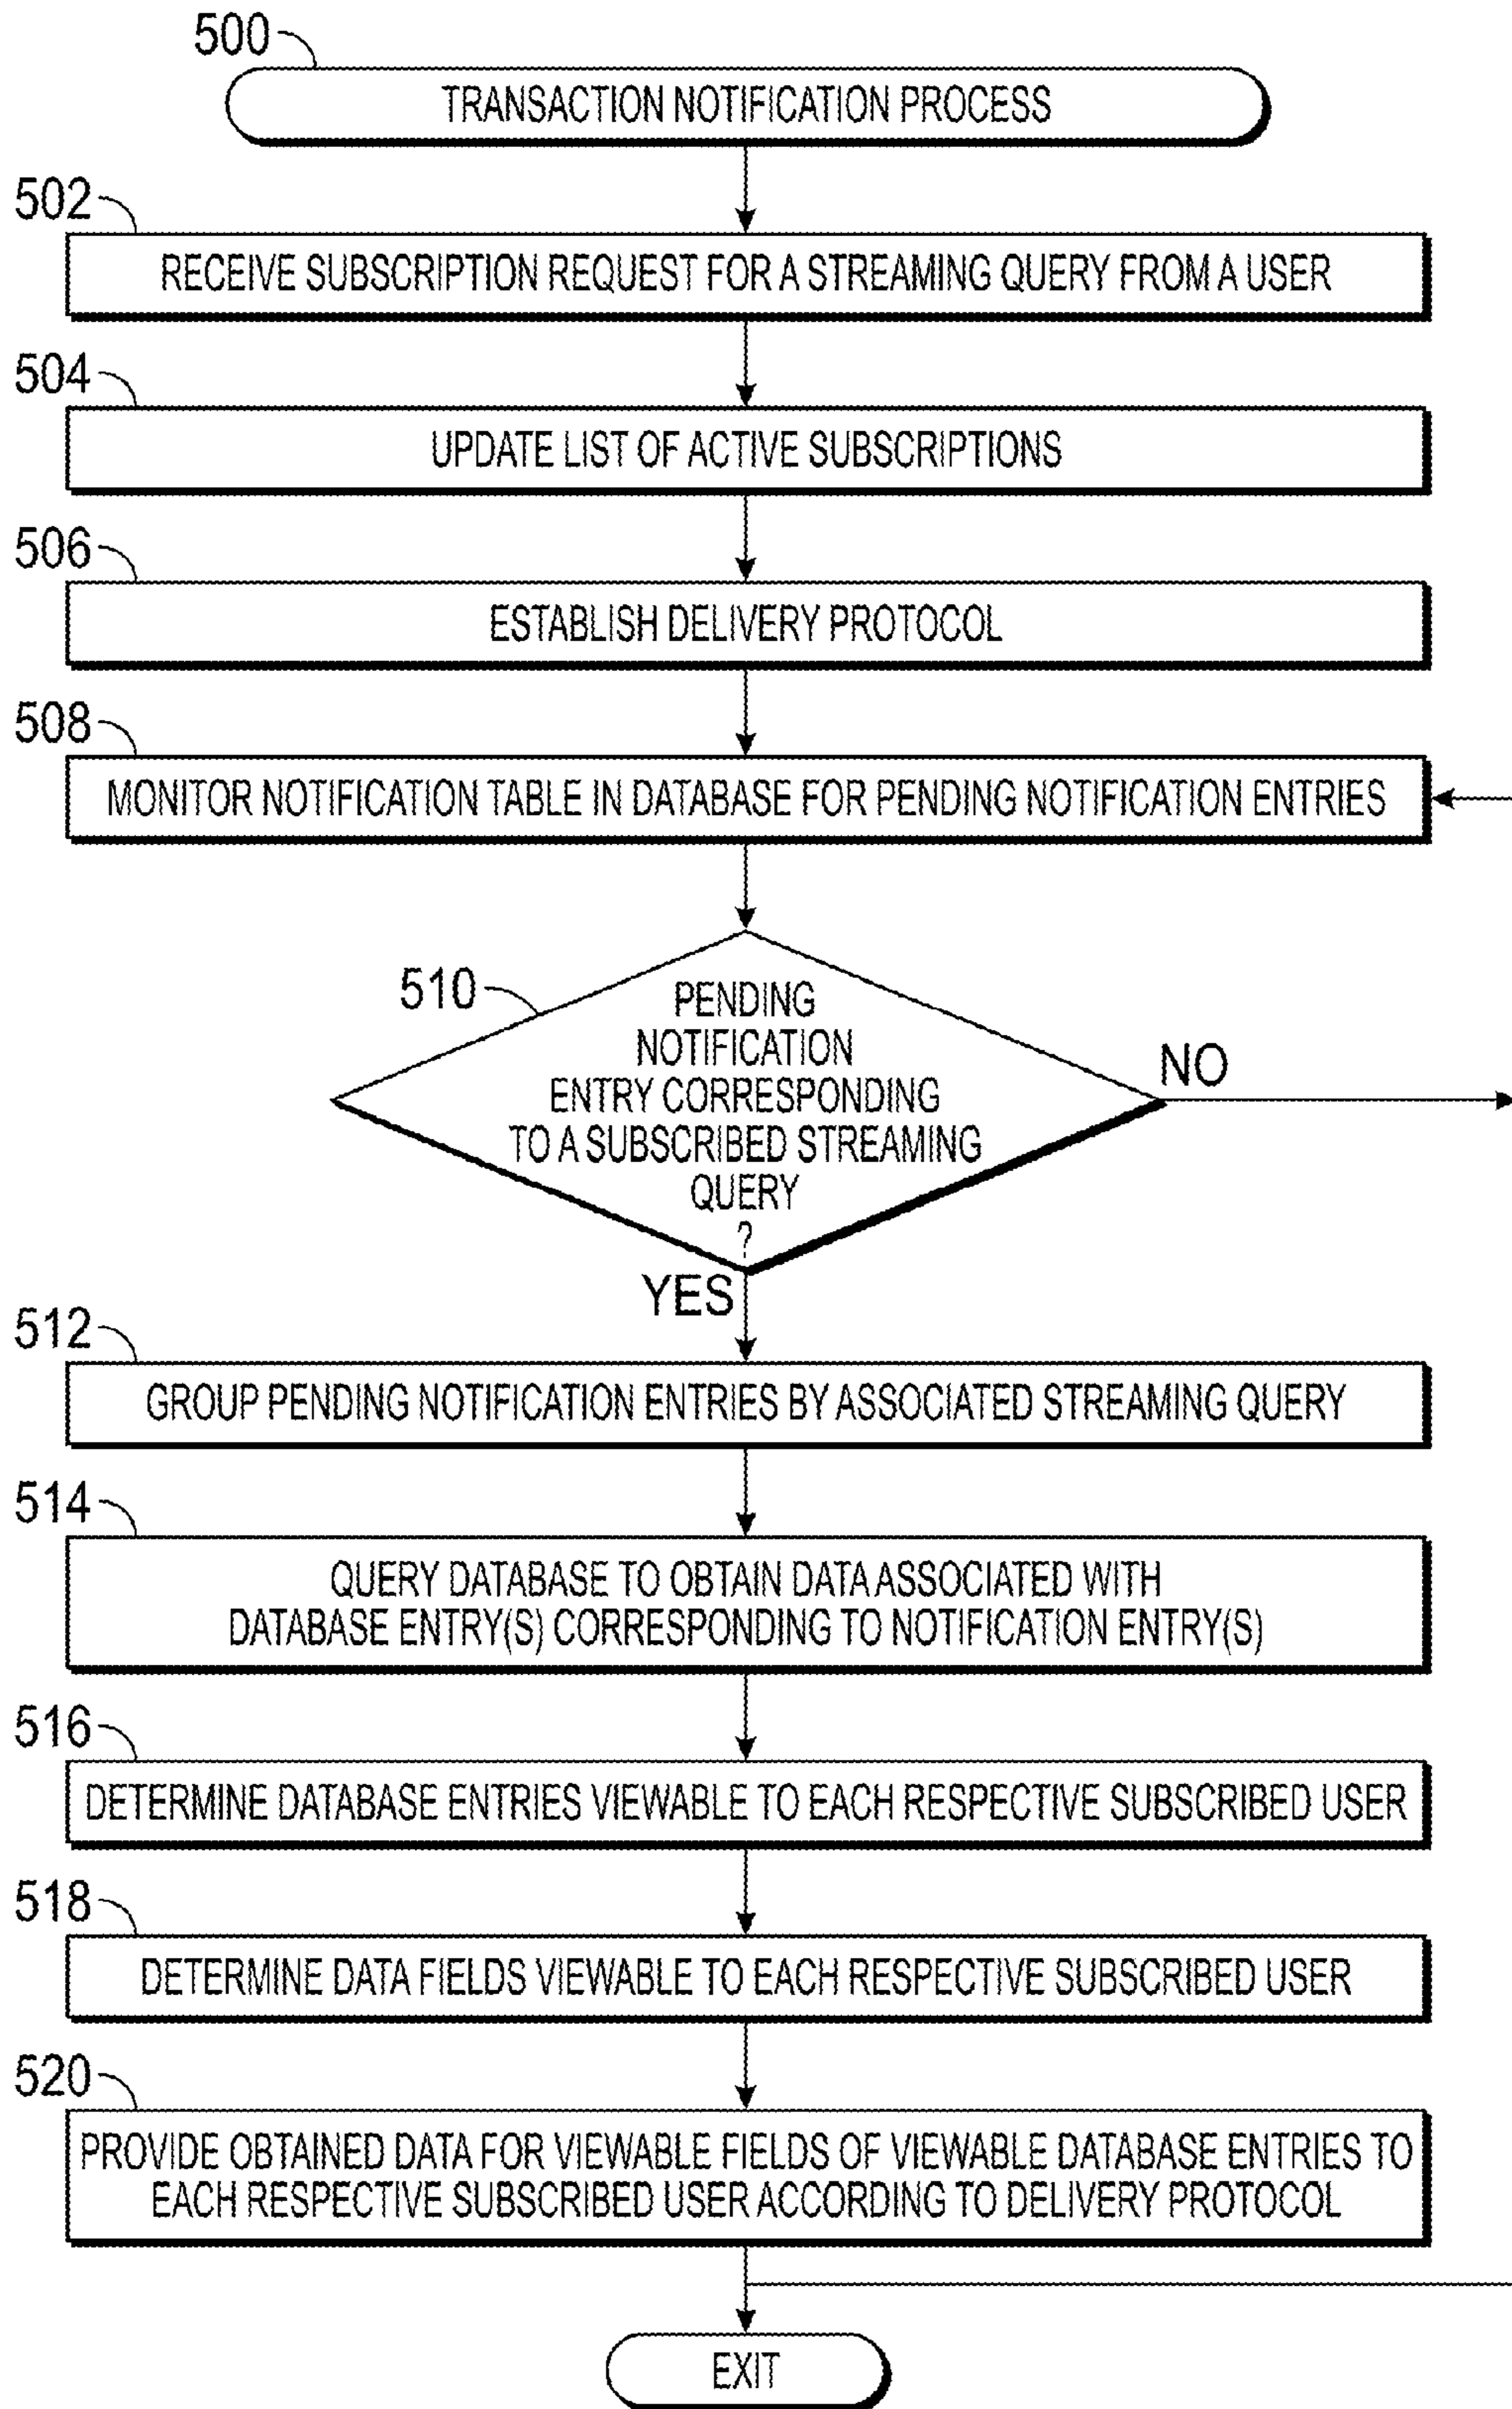 500
TRANSACTION NOTIFICATION PROCESS
502
RECEIVE SUBSCRIPTION REQUEST FOR A STREAMING QUERY FROM A USER
504
UPDATE LIST OF ACTIVE SUBSCRIPTIONS
506
ESTABLISH DELIVERY PROTOCOL
508
MONITOR NOTIFICATION TABLE IN DATABASE FOR PENDING NOTIFICATION ENTRIES
510
PENDING
NOTIFICATION
ENTRY CORRESPONDING
TO A SUBSCRIBED STREAMING
QUERY
?
NO
YES
512
GROUP PENDING NOTIFICATION ENTRIES BY ASSOCIATED STREAMING QUERY
514
QUERY DATABASE TO OBTAIN DATA ASSOCIATED WITH
DATABASE ENTRY(S) CORRESPONDING TO NOTIFICATION ENTRY(S)
516
DETERMINE DATABASE ENTRIES VIEWABLE TO EACH RESPECTIVE SUBSCRIBED USER
518
DETERMINE DATA FIELDS VIEWABLE TO EACH RESPECTIVE SUBSCRIBED USER
520
PROVIDE OBTAINED DATA FOR VIEWABLE FIELDS OF VIEWABLE DATABASE ENTRIES TO
EACH RESPECTIVE SUBSCRIBED USER ACCORDING TO DELIVERY PROTOCOL
EXIT